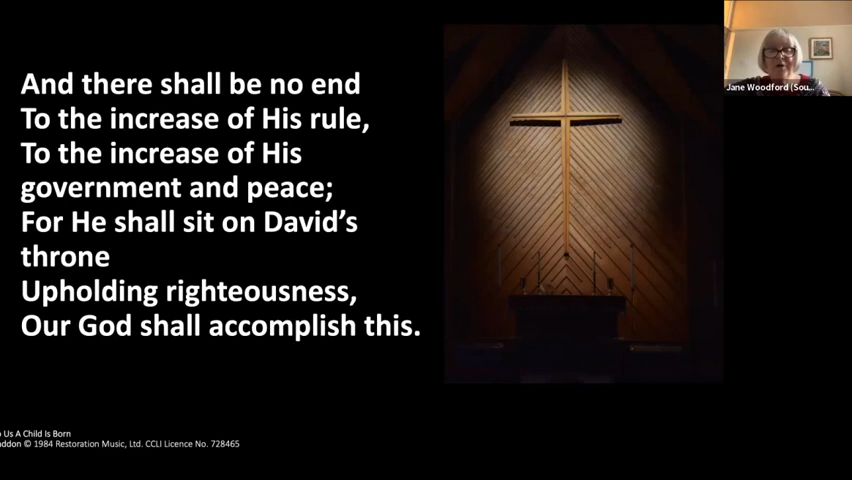 And there shall be no end
To the increase of His rule,
To the increase of His
government and peace;
For He shall sit on David's
throne
Upholding righteousness,
Our God shall accomplish this.
Jane Woodford (Sou...
Us A Child Is Born
© 1984 Restoration Music, Ltd. CCLI Licence No. 728465